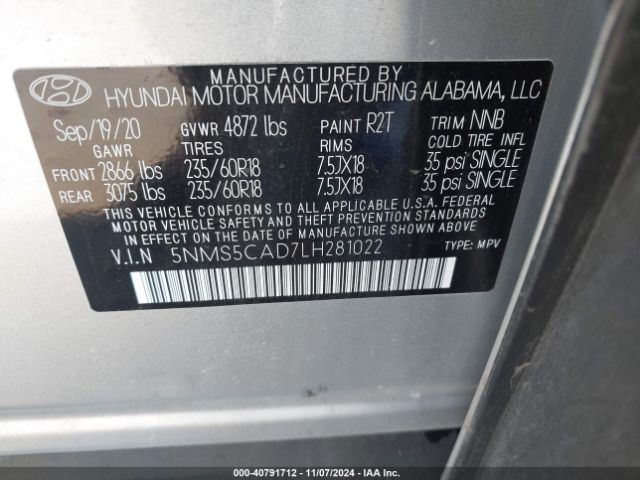 MANUFACTURED BY
HYUNDAI MOTOR MANUFACTURING ALABAMA, LLC
Sep/19/20 GVWR 4872 lbs PAINT R2T TRIM NNB
GAWR TIRES RIMS COLD TIRE INFL
FRONT 2866 lbs 235/60R18 7.5JX18 35 psi SINGLE
REAR 3075 lbs 235/60R18 7.5JX18 35 psi SINGLE
THIS VEHICLE CONFORMS TO ALL APPLICABLE U.S.A. FEDERAL
MOTOR VEHICLE SAFETY AND THEFT PREVENTION STANDARDS
IN EFFECT ON THE DATE OF MANUFACTURE SHOWN ABOVE.
V.I.N 5NMS5CAD7LH281022 TYPE: MPV
000-40791712 - 11/07/2024 - IAA Inc.